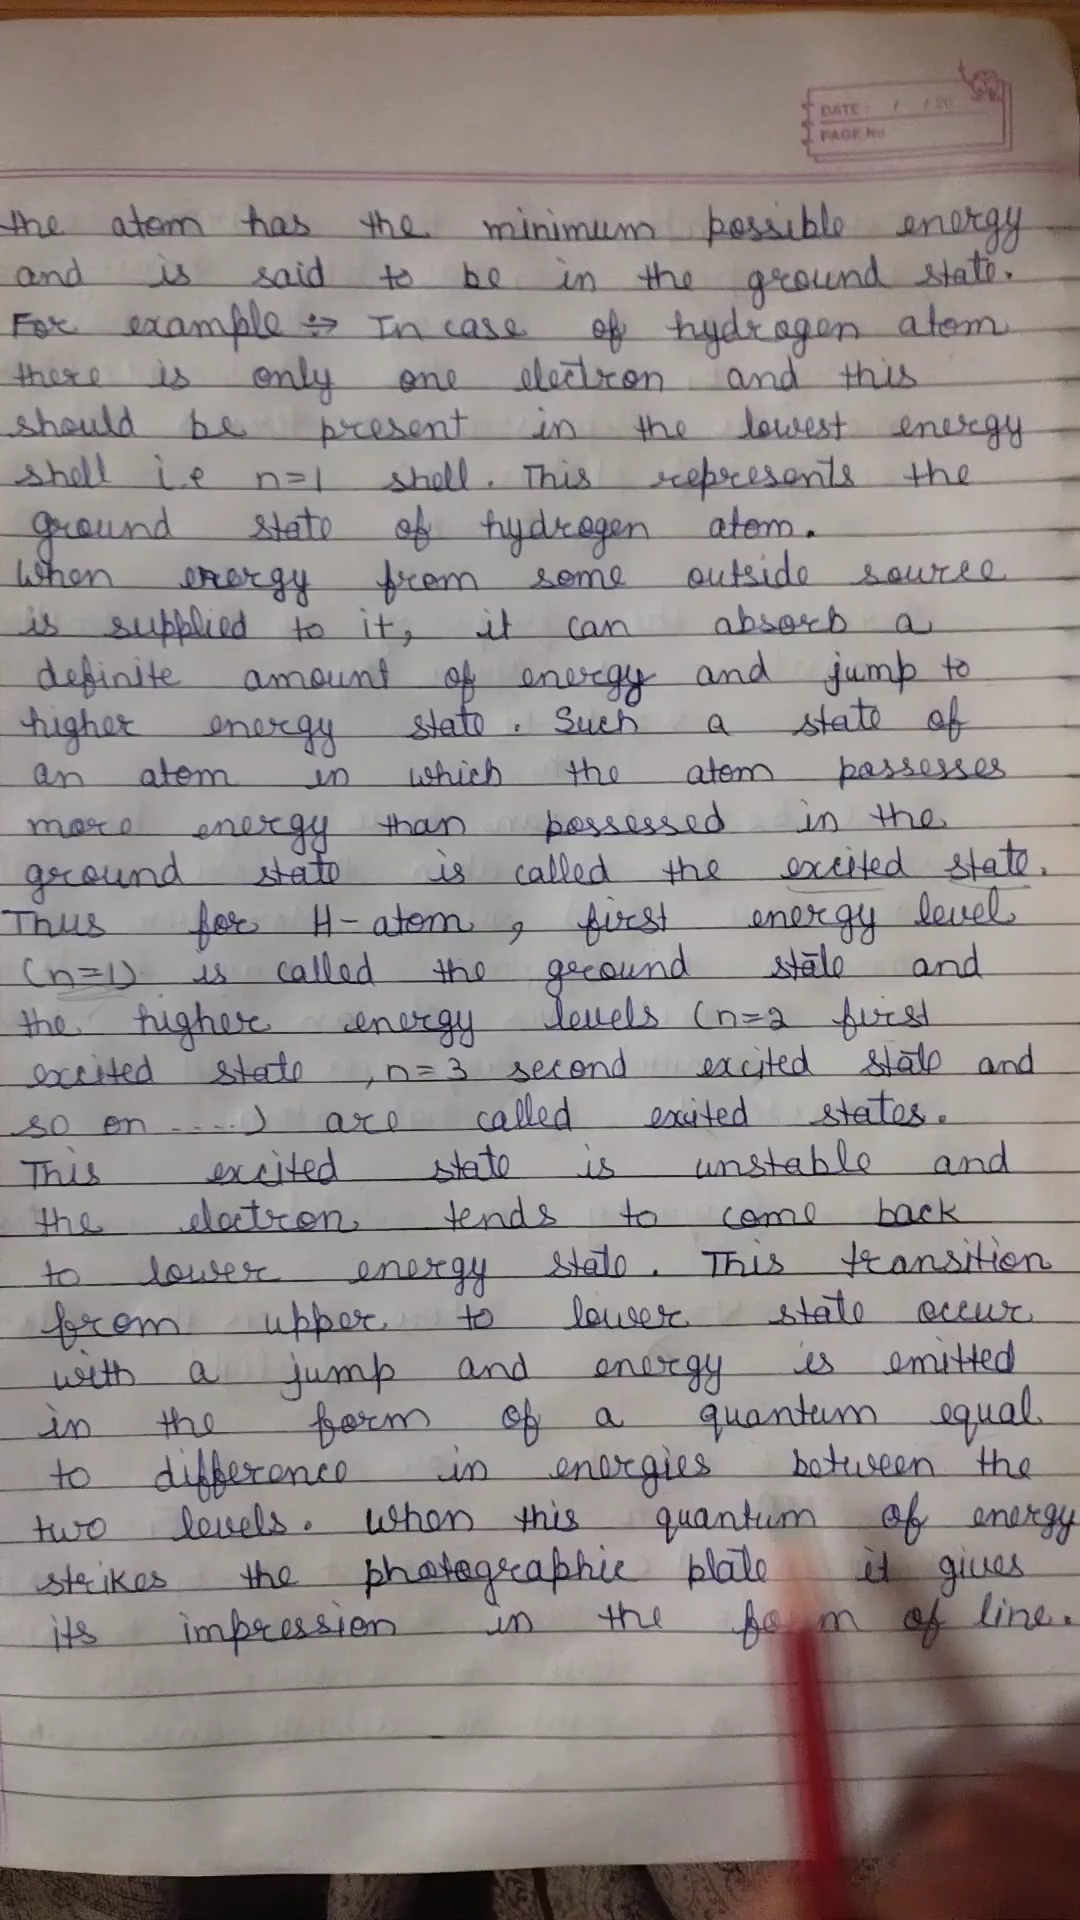 DATE: / /20
PAGE No
the atom has the minimum possible energy
and is said to be in the ground state.
For example :-> In case of hydrogen atom
there is only one electron and this
should be present in the lowest energy
shell i.e n=1 shell. This represents the
ground state of hydrogen atom.
When energy from some outside source
is supplied to it, it can absorb a
definite amount of energy and jump to
higher energy state. Such a state of
an atom in which the atom possesses
more energy than possessed in the
ground state is called the excited state.
Thus for H-atom, first energy level
(n=1) is called the ground state and
the higher energy levels (n=2 first
excited state, n=3 second excited state and
so on .....) are called exited states.
This excited state is unstable and
the electron tends to come back
to lower energy state. This transition
from upper to lower state occur
with a jump and energy is emitted
in the form of a quantum equal
to difference in energies between the
two levels. When this quantum of energy
strikes the photographic plate it gives
its impression in the form of line.